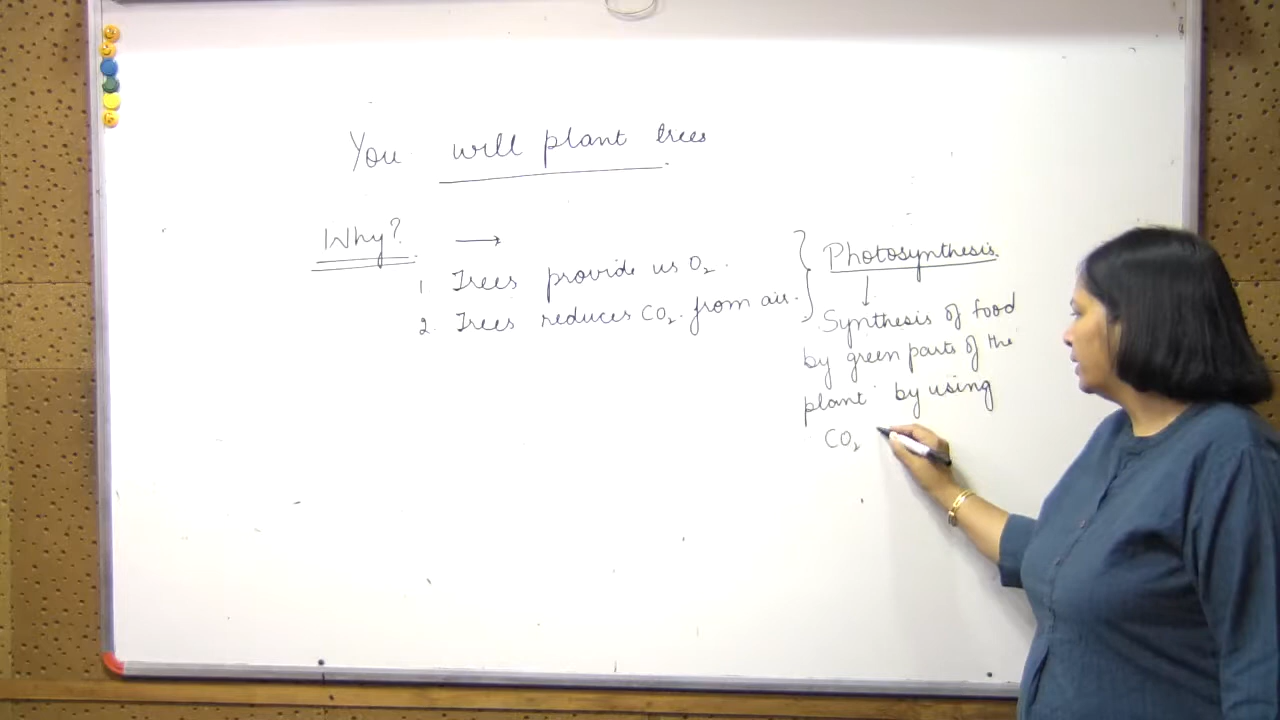 You will plant trees
Why? →
1 Trees provide us O₂.
2. Trees reduces CO₂ from air.
Photosynthesis.
↓
Synthesis of food
by green parts of the
plant by using
CO₂